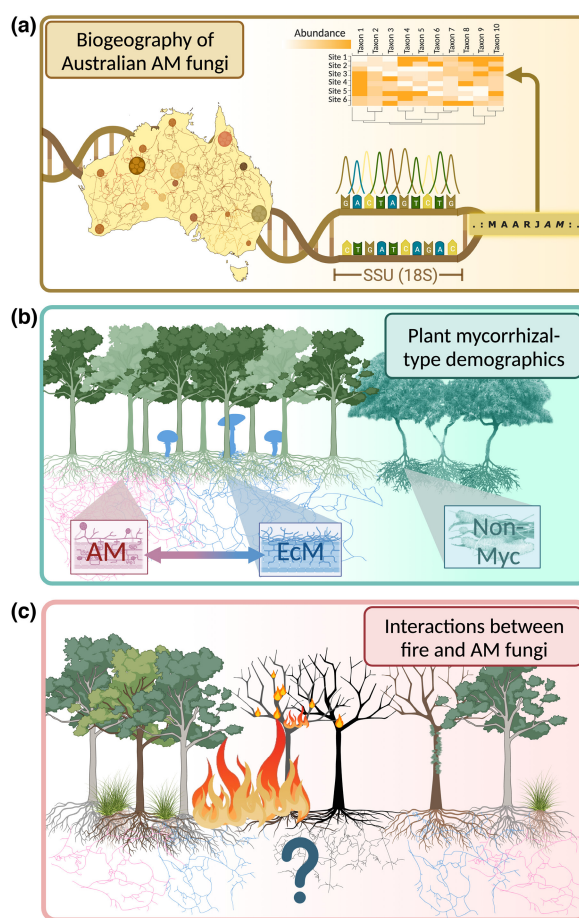 (a)
Biogeography of
Australian AM fungi
Abundance
Taxon 1
Taxon 2
Taxon 3
Taxon 4
Taxon 5
Taxon 6
Taxon 7
Taxon 8
Taxon 9
Taxon 10
Site 1
Site 2
Site 3
Site 4
Site 5
Site 6
G A C T A G T C T G
C T G A T C A G A C
SSU (18S)
.:MAARJAM:.
(b)
Plant mycorrhizal-
type demographics
AM
EcM
Non-
Myc
(c)
Interactions between
fire and AM fungi
?